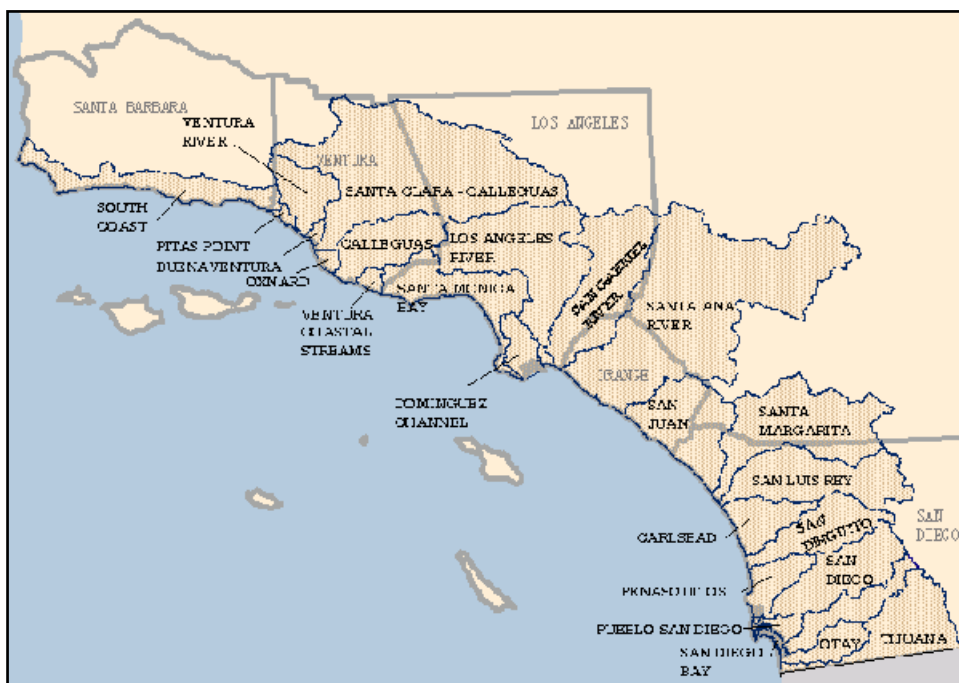 SANTA BARBARA
VENTURA
RIVER
LOS ANGELES
VENTURA
SANTA CLARA - CALLEGUAS
SOUTH
COAST
PITAS POINT
BUENAVENTURA
OXNARD
CALLEGUAS
LOS ANGELES
RIVER
SAN GABRIEL
RIVER
SANTA MONICA
BAY
VENTURA
COASTAL
STREAMS
SANTA ANA
RIVER
ORANGE
DOMINGUEZ
CHANNEL
SAN
JUAN
SANTA
MARGARITA
SAN LUIS REY
SAN
DIEGO
CARLSBAD
SAN
DIEGUITO
SAN
DIEGO
PENASQUITOS
PUEBLO SAN DIEGO
OTAY
TIJUANA
SAN DIEGO
BAY